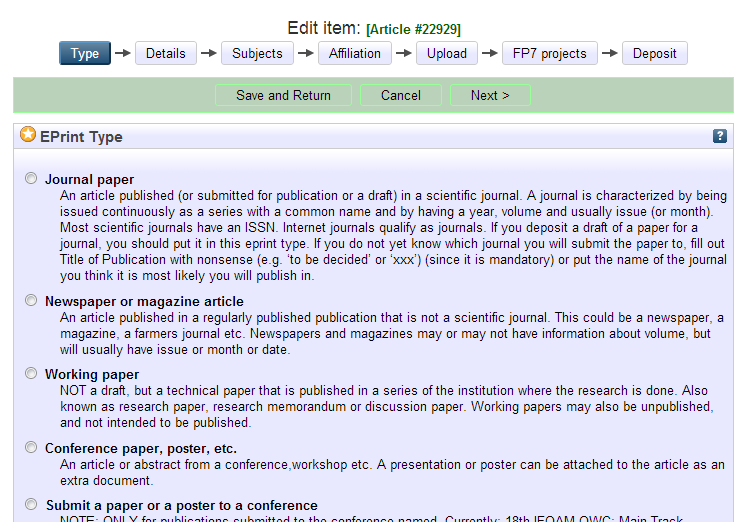 Edit item: [Article #22929]
Type → Details → Subjects → Affiliation → Upload → FP7 projects → Deposit
Save and Return Cancel Next >
EPrint Type ?
Journal paper
An article published (or submitted for publication or a draft) in a scientific journal. A journal is characterized by being
issued continuously as a series with a common name and by having a year, volume and usually issue (or month).
Most scientific journals have an ISSN. Internet journals qualify as journals. If you deposit a draft of a paper for a
journal, you should put it in this eprint type. If you do not yet know which journal you will submit the paper to, fill out
Title of Publication with nonsense (e.g. ‘to be decided’ or ‘xxx’) (since it is mandatory) or put the name of the journal
you think it is most likely you will publish in.
Newspaper or magazine article
An article published in a regularly published publication that is not a scientific journal. This could be a newspaper, a
magazine, a farmers journal etc. Newspapers and magazines may or may not have information about volume, but
will usually have issue or month or date.
Working paper
NOT a draft, but a technical paper that is published in a series of the institution where the research is done. Also
known as research paper, research memorandum or discussion paper. Working papers may also be unpublished,
and not intended to be published.
Conference paper, poster, etc.
An article or abstract from a conference,workshop etc. A presentation or poster can be attached to the article as an
extra document.
Submit a paper or a poster to a conference
NOTE: ONLY for publications submitted to the conference named. Currently: 18th IFOAM OWC: Main Track